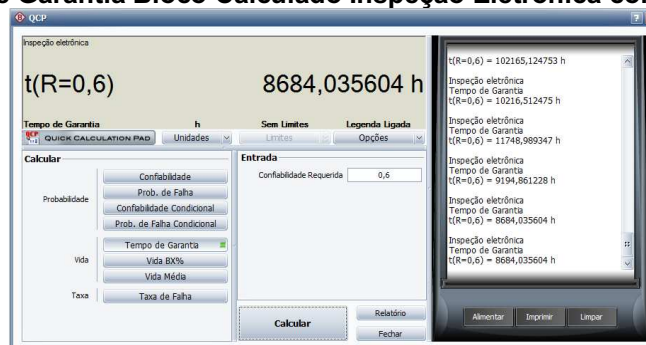 Garantia Bloco Calculado Inspeção Eletrônica
QCP
?
Inspeção eletrônica
t(R=0,6) 8684,035604 h
Tempo de Garantia h Sem Limites Legenda Ligada
QUICK CALCULATION PAD Unidades Limites Opções
Calcular
Probabilidade
Confiabilidade
Prob. de Falha
Confiabilidade Condicional
Prob. de Falha Condicional
Vida
Tempo de Garantia
Vida BX%
Vida Média
Taxa
Taxa de Falha
Entrada
Confiabilidade Requerida 0,6
Calcular
Relatório
Fechar
t(R=0,6) = 102165,124753 h
Inspeção eletrônica
Tempo de Garantia
t(R=0,6) = 10216,512475 h
Inspeção eletrônica
Tempo de Garantia
t(R=0,6) = 11748,989347 h
Inspeção eletrônica
Tempo de Garantia
t(R=0,6) = 9194,861228 h
Inspeção eletrônica
Tempo de Garantia
t(R=0,6) = 8684,035604 h
Inspeção eletrônica
Tempo de Garantia
t(R=0,6) = 8684,035604 h
Alimentar Imprimir Limpar